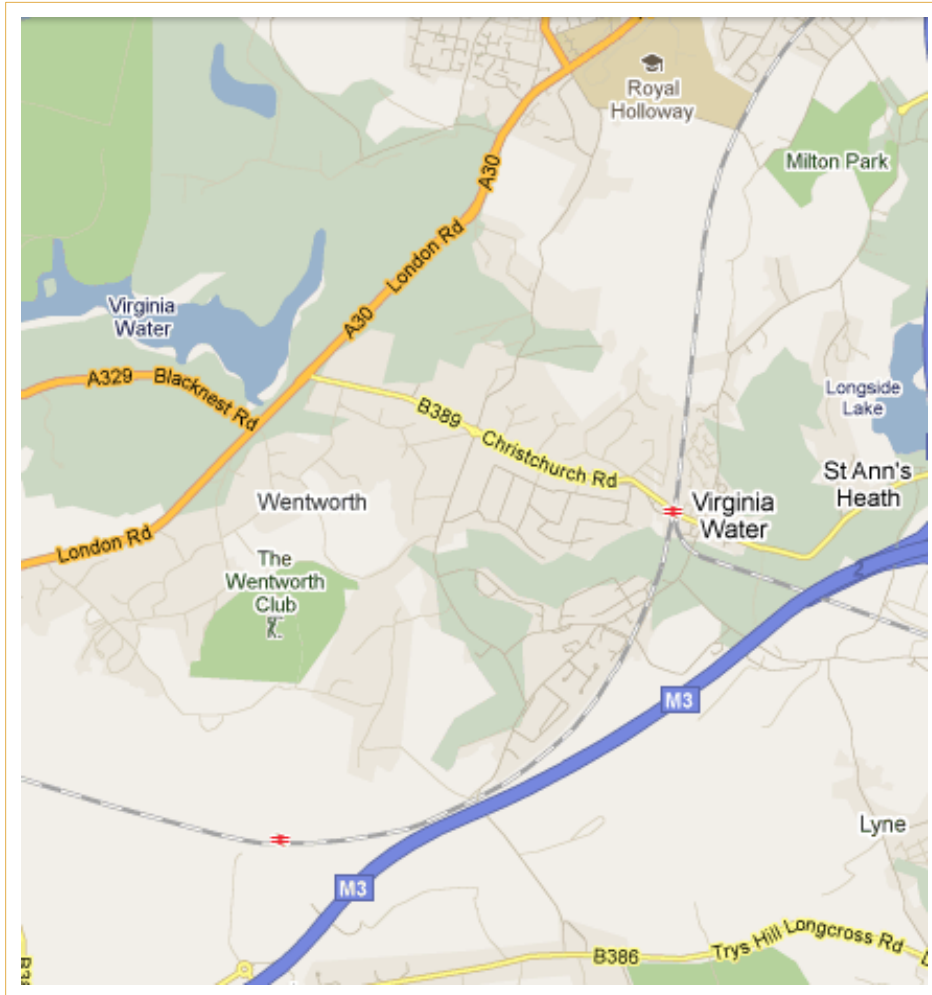 Royal
Holloway
Milton Park
A30
London Rd
A30
Virginia
Water
A329
Blacknest Rd
B389
Christchurch Rd
Longside
Lake
St Ann's
Heath
Virginia
Water
Wentworth
London Rd
The
Wentworth
Club
M3
Lyne
M3
B386
Trys Hill
Longcross Rd